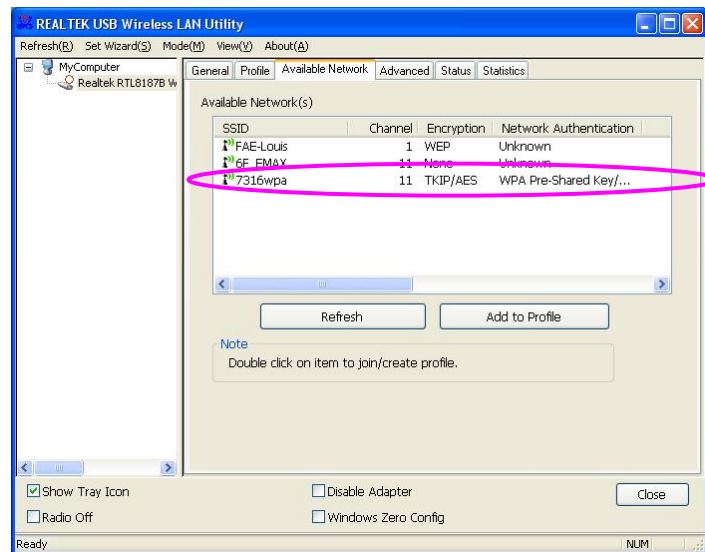 REALTEK USB Wireless LAN Utility
Refresh(R) Set Wizard(S) Mode(M) View(V) About(A)
MyComputer
Realtek RTL8187B W
General Profile Available Network Advanced Status Statistics
Available Network(s)
SSID Channel Encryption Network Authentication
FAE-Louis 1 WEP Unknown
6F_EMAX 11 None Unknown
7316wpa 11 TKIP/AES WPA Pre-Shared Key/...
Refresh Add to Profile
Note
Double click on item to join/create profile.
Show Tray Icon Disable Adapter Close
Radio Off Windows Zero Config
Ready NUM